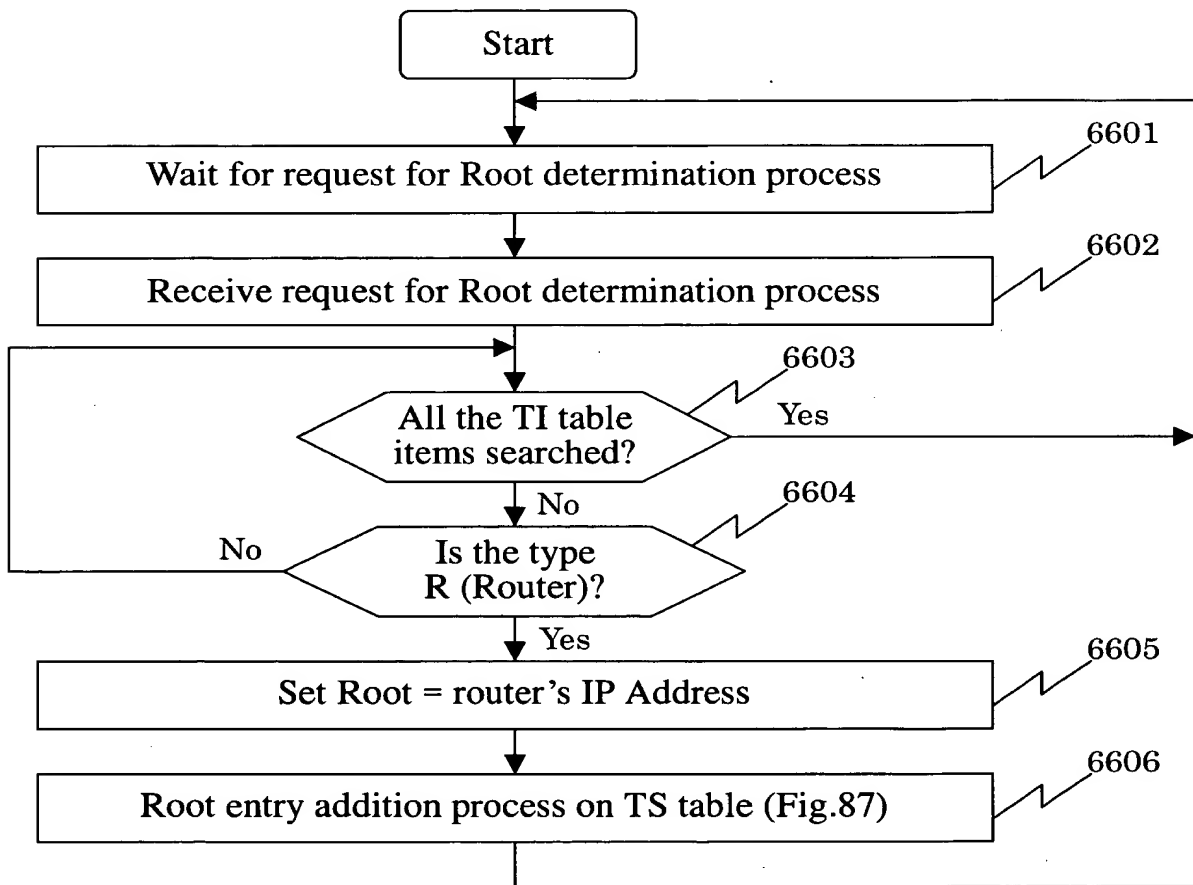 Start
6601
Wait for request for Root determination process
6602
Receive request for Root determination process
6603
All the TI table
items searched?
Yes
No
6604
Is the type
R (Router)?
No
Yes
6605
Set Root = router's IP Address
6606
Root entry addition process on TS table (Fig.87)